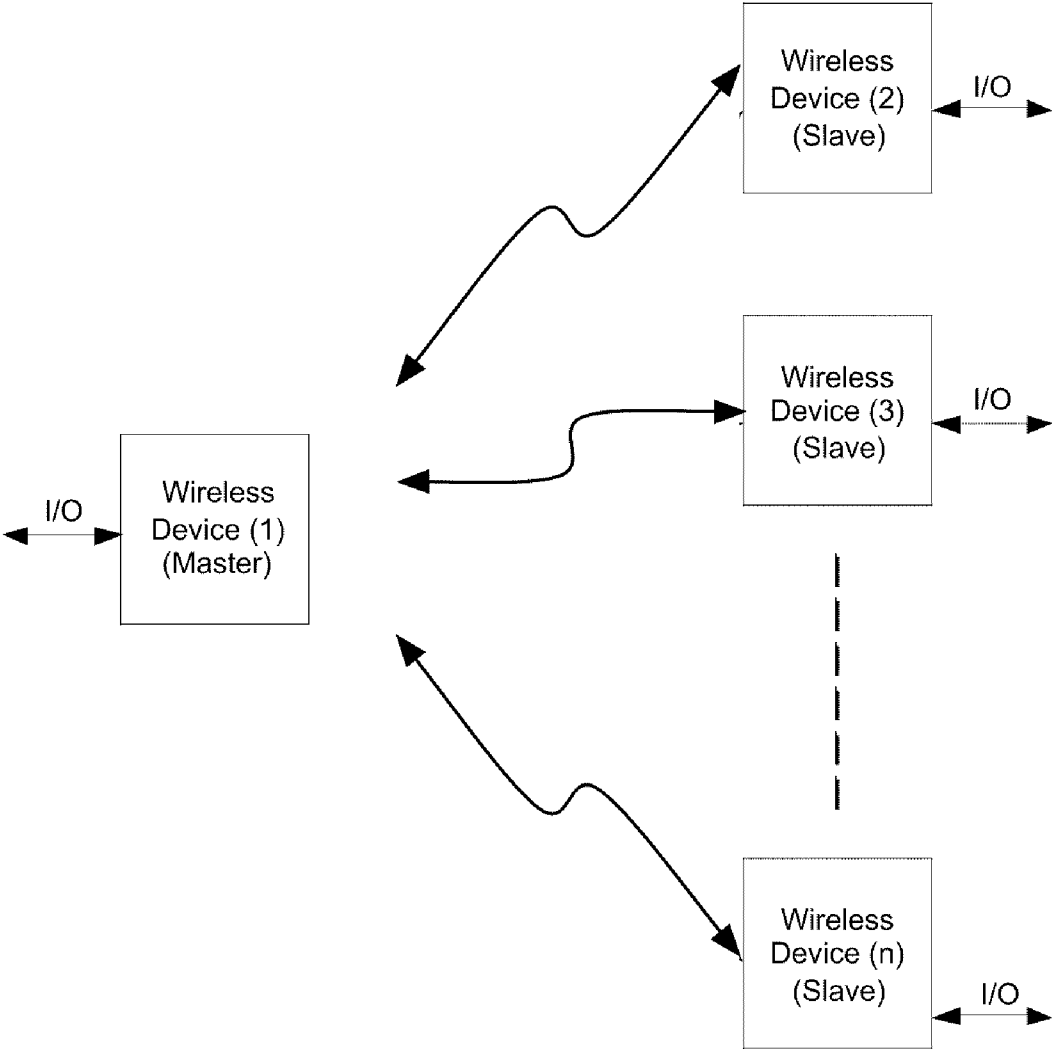 Wireless
Device (2)
(Slave)
I/O
Wireless
Device (3)
(Slave)
I/O
I/O
Wireless
Device (1)
(Master)
Wireless
Device (n)
(Slave)
I/O